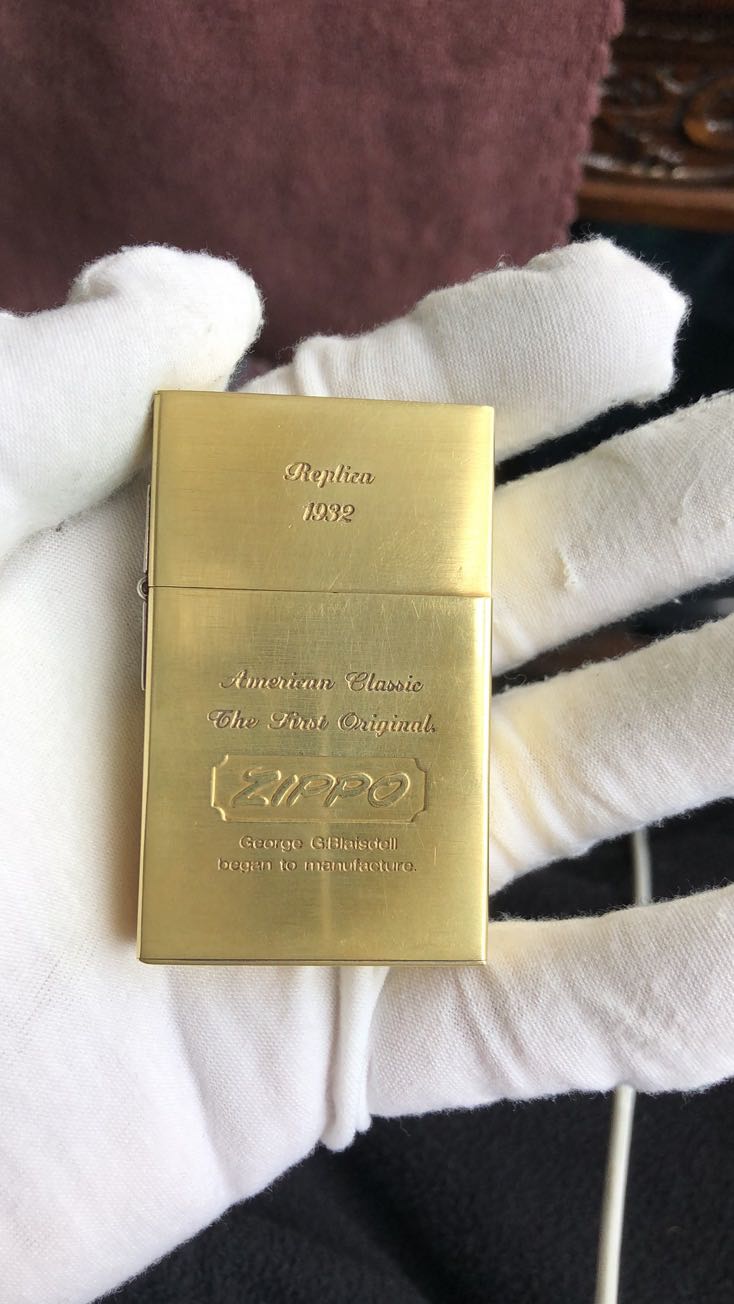 Replica
1932
American Classic
The First Original.
ZIPPO
George G.Blaisdell
began to manufacture.